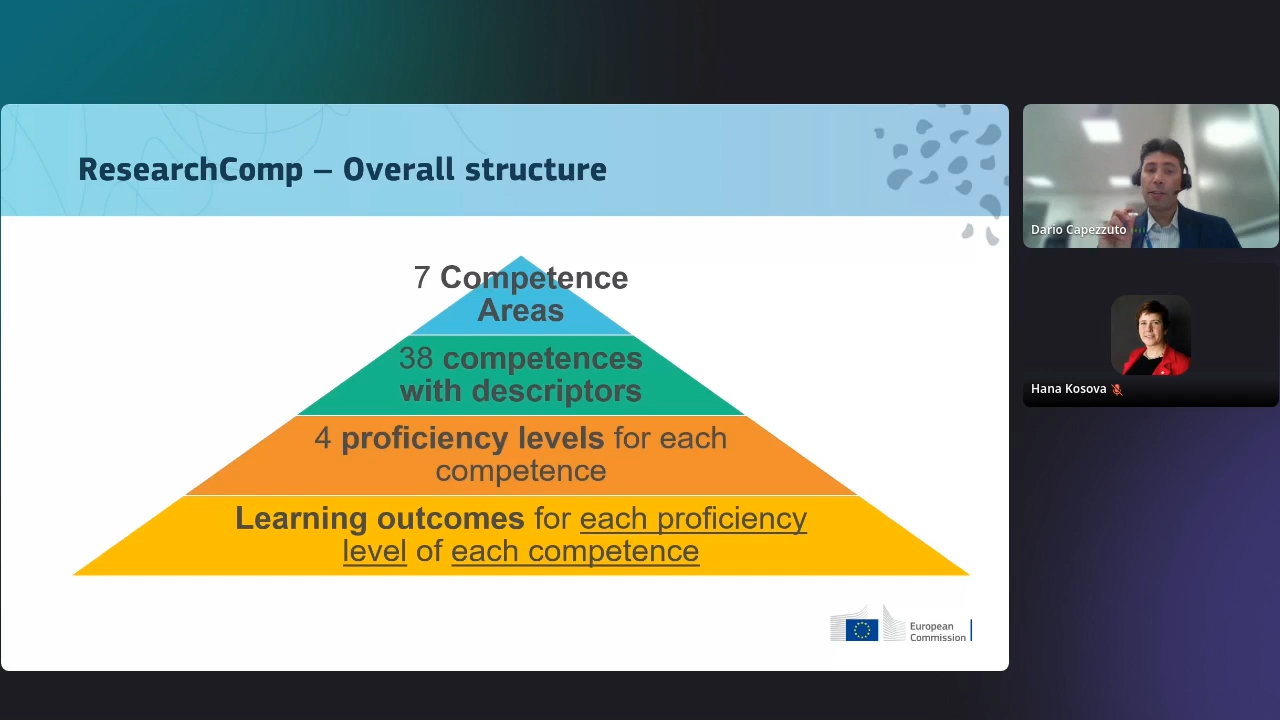 ResearchComp – Overall structure
7 Competence
Areas
38 competences
with descriptors
4 proficiency levels for each
competence
Learning outcomes for each proficiency
level of each competence
European
Commission
Dario Capezzuto
Hana Kosova